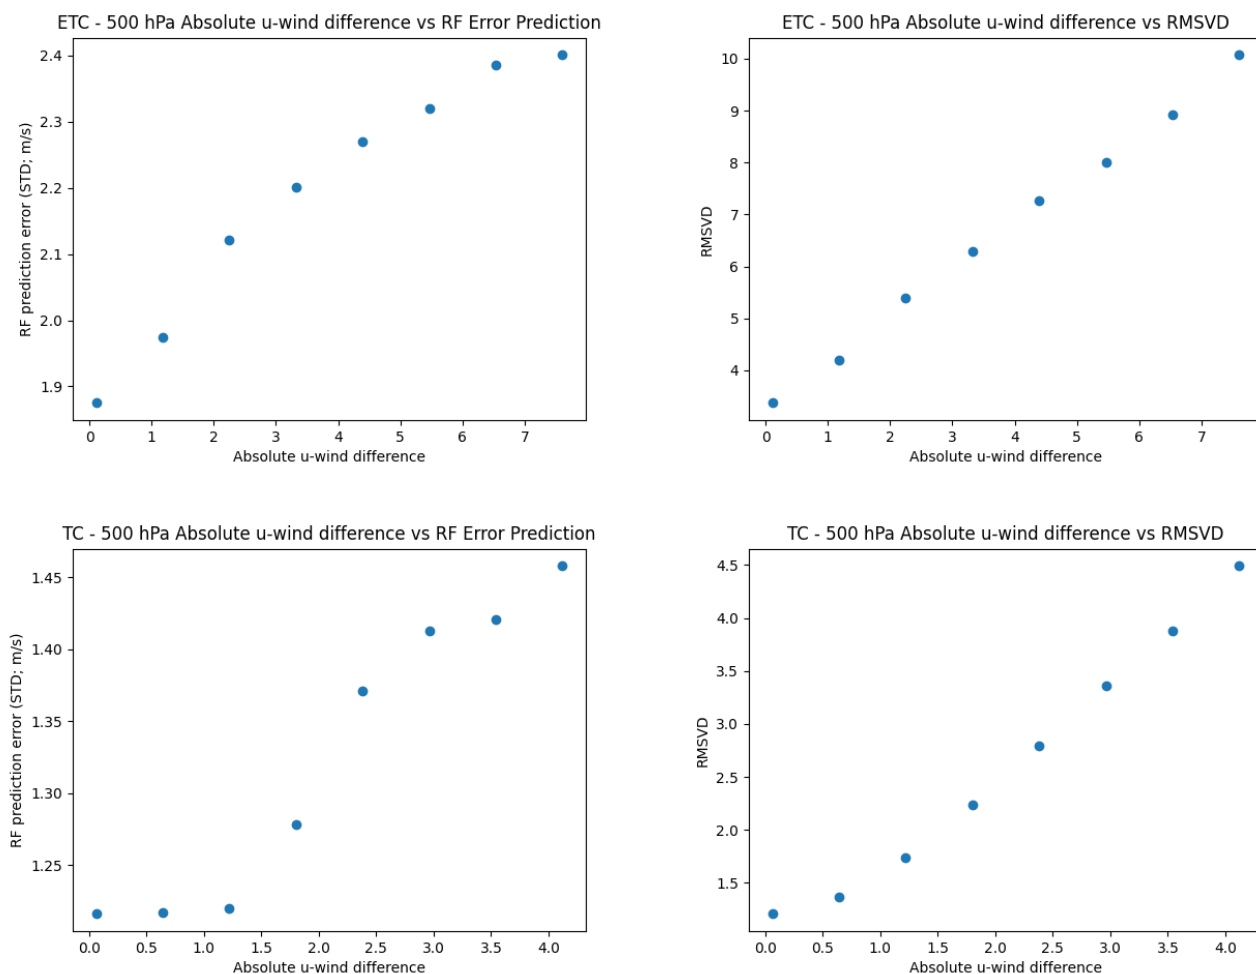 ETC - 500 hPa Absolute u-wind difference vs RF Error Prediction
2.4
2.3
2.2
2.1
2.0
1.9
RF prediction error (STD; m/s)
0 1 2 3 4 5 6 7
Absolute u-wind difference
ETC - 500 hPa Absolute u-wind difference vs RMSVD
10
9
8
7
6
5
4
RMSVD
0 1 2 3 4 5 6 7
Absolute u-wind difference
TC - 500 hPa Absolute u-wind difference vs RF Error Prediction
1.45
1.40
1.35
1.30
1.25
RF prediction error (STD; m/s)
0.0 0.5 1.0 1.5 2.0 2.5 3.0 3.5 4.0
Absolute u-wind difference
TC - 500 hPa Absolute u-wind difference vs RMSVD
4.5
4.0
3.5
3.0
2.5
2.0
1.5
RMSVD
0.0 0.5 1.0 1.5 2.0 2.5 3.0 3.5 4.0
Absolute u-wind difference